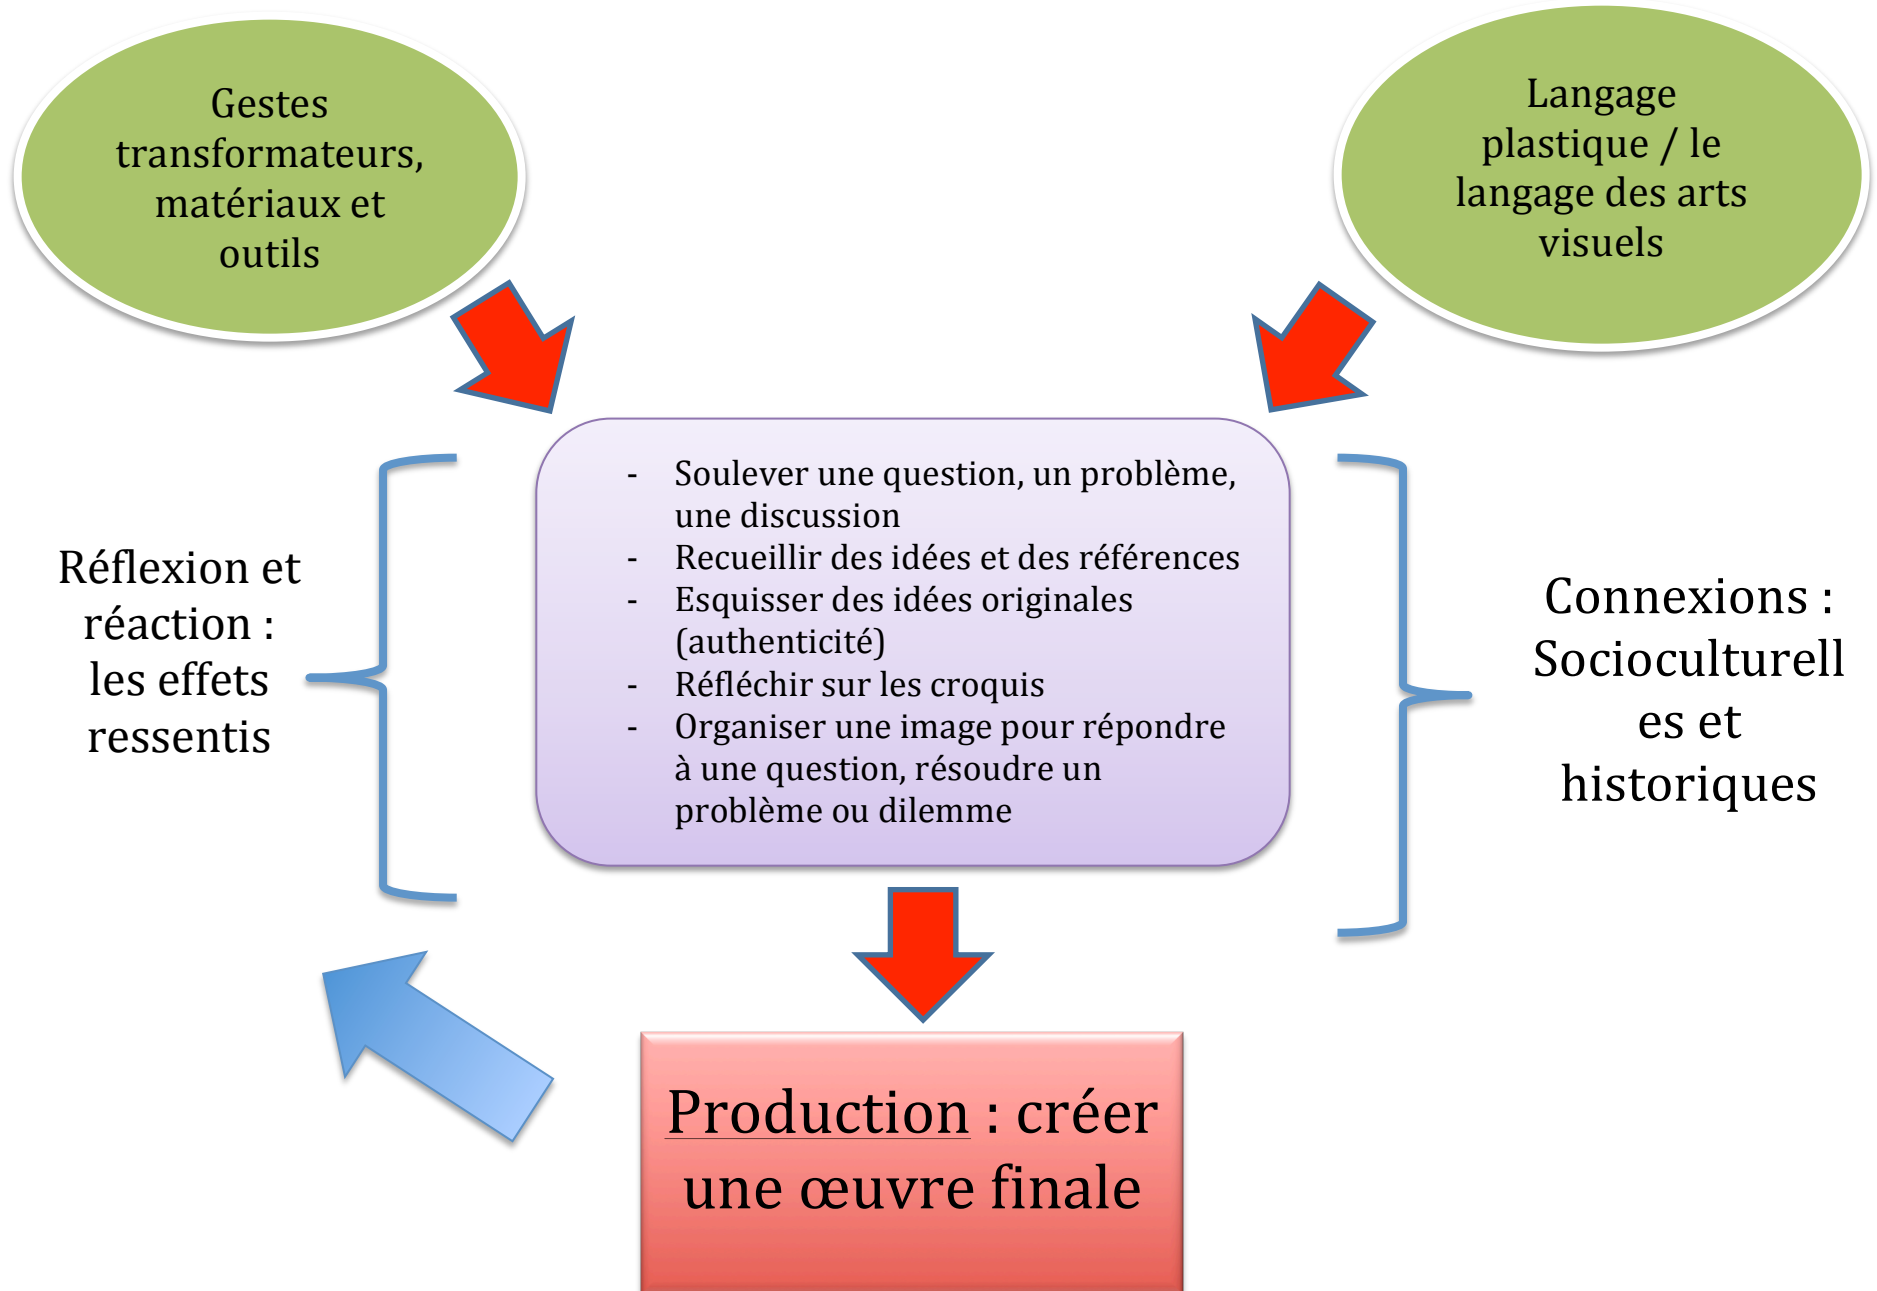 Gestes
transformateurs,
matériaux et
outils
Langage
plastique / le
langage des arts
visuels
- Soulever une question, un problème,
une discussion
- Recueillir des idées et des références
- Esquisser des idées originales
(authenticité)
- Réfléchir sur les croquis
- Organiser une image pour répondre
à une question, résoudre un
problème ou dilemme
Réflexion et
réaction :
les effets
ressentis
Connexions :
Socioculturell
es et
historiques
Production : créer
une œuvre finale